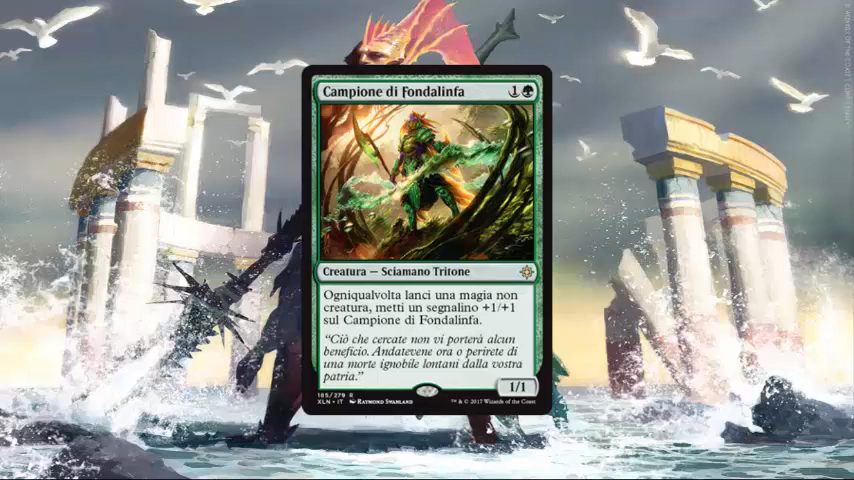 Campione di Fondalinfa 1
Creatura — Sciamano Tritone
Ogniqualvolta lanci una magia non
creatura, metti un segnalino +1/+1
sul Campione di Fondalinfa.
“Ciò che cercate non vi porterà alcun
beneficio. Andatevene ora o perirete di
una morte ignobile lontani dalla vostra
patria.”
1/1
185/279 R
XLN • IT Raymond Swanland
™ & © 2017 Wizards of the Coast